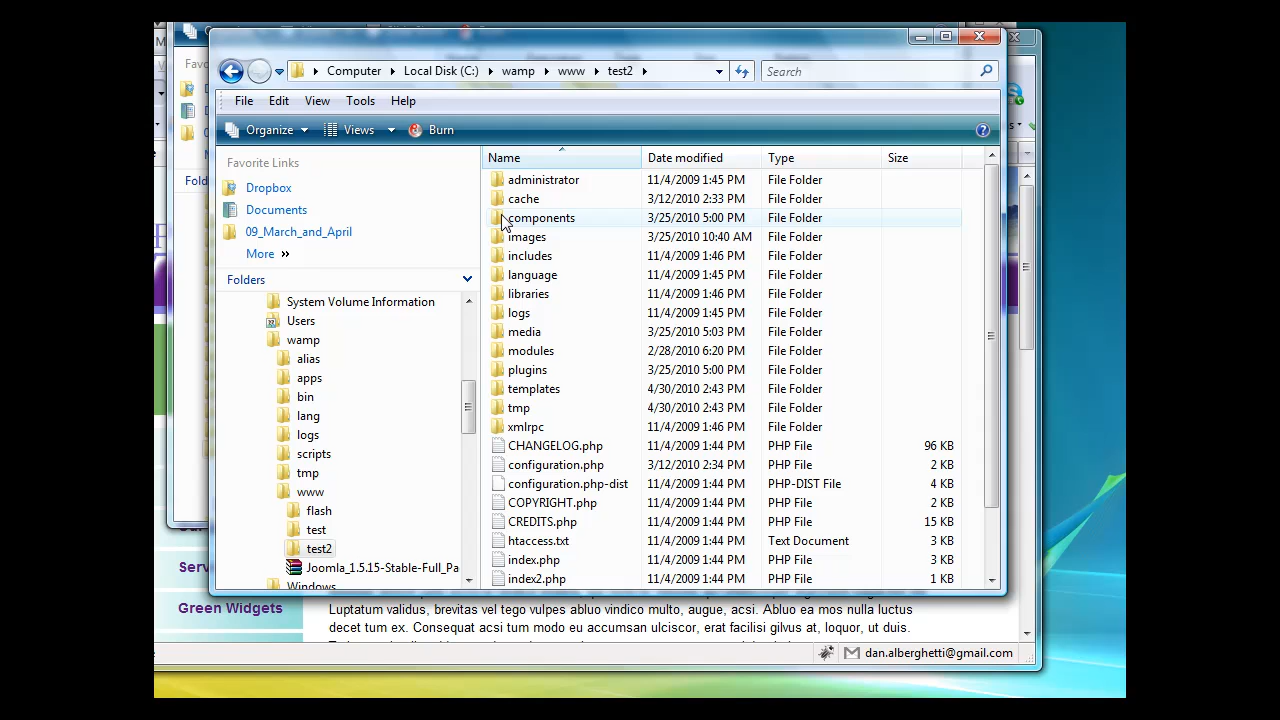 Computer Local Disk (C:) wamp www test2 Search
File Edit View Tools Help
Organize Views Burn
Favorite Links
Dropbox
Documents
09_March_and_April
More »
Folders
System Volume Information
Users
wamp
alias
apps
bin
lang
logs
scripts
tmp
www
flash
test
test2
Joomla_1.5.15-Stable-Full_Pa
Windows
Name Date modified Type Size
administrator 11/4/2009 1:45 PM File Folder
cache 3/12/2010 2:33 PM File Folder
components 3/25/2010 5:00 PM File Folder
images 3/25/2010 10:40 AM File Folder
includes 11/4/2009 1:46 PM File Folder
language 11/4/2009 1:45 PM File Folder
libraries 11/4/2009 1:46 PM File Folder
logs 11/4/2009 1:45 PM File Folder
media 3/25/2010 5:03 PM File Folder
modules 2/28/2010 6:20 PM File Folder
plugins 3/25/2010 5:00 PM File Folder
templates 4/30/2010 2:43 PM File Folder
tmp 4/30/2010 2:43 PM File Folder
xmlrpc 11/4/2009 1:46 PM File Folder
CHANGELOG.php 11/4/2009 1:44 PM PHP File 96 KB
configuration.php 3/12/2010 2:34 PM PHP File 2 KB
configuration.php-dist 11/4/2009 1:44 PM PHP-DIST File 4 KB
COPYRIGHT.php 11/4/2009 1:44 PM PHP File 2 KB
CREDITS.php 11/4/2009 1:44 PM PHP File 15 KB
htaccess.txt 11/4/2009 1:44 PM Text Document 3 KB
index.php 11/4/2009 1:44 PM PHP File 3 KB
index2.php 11/4/2009 1:44 PM PHP File 1 KB
Green Widgets
Luptatum validus, brevitas vel tego vulpes abluo vindico multo, augue, acsi. Abluo ea mos nulla luctus
decet tum ex. Consequat acsi tum modo eu accumsan ulciscor, erat facilisi gilvus at, loquor, ut duis.
dan.alberghetti@gmail.com